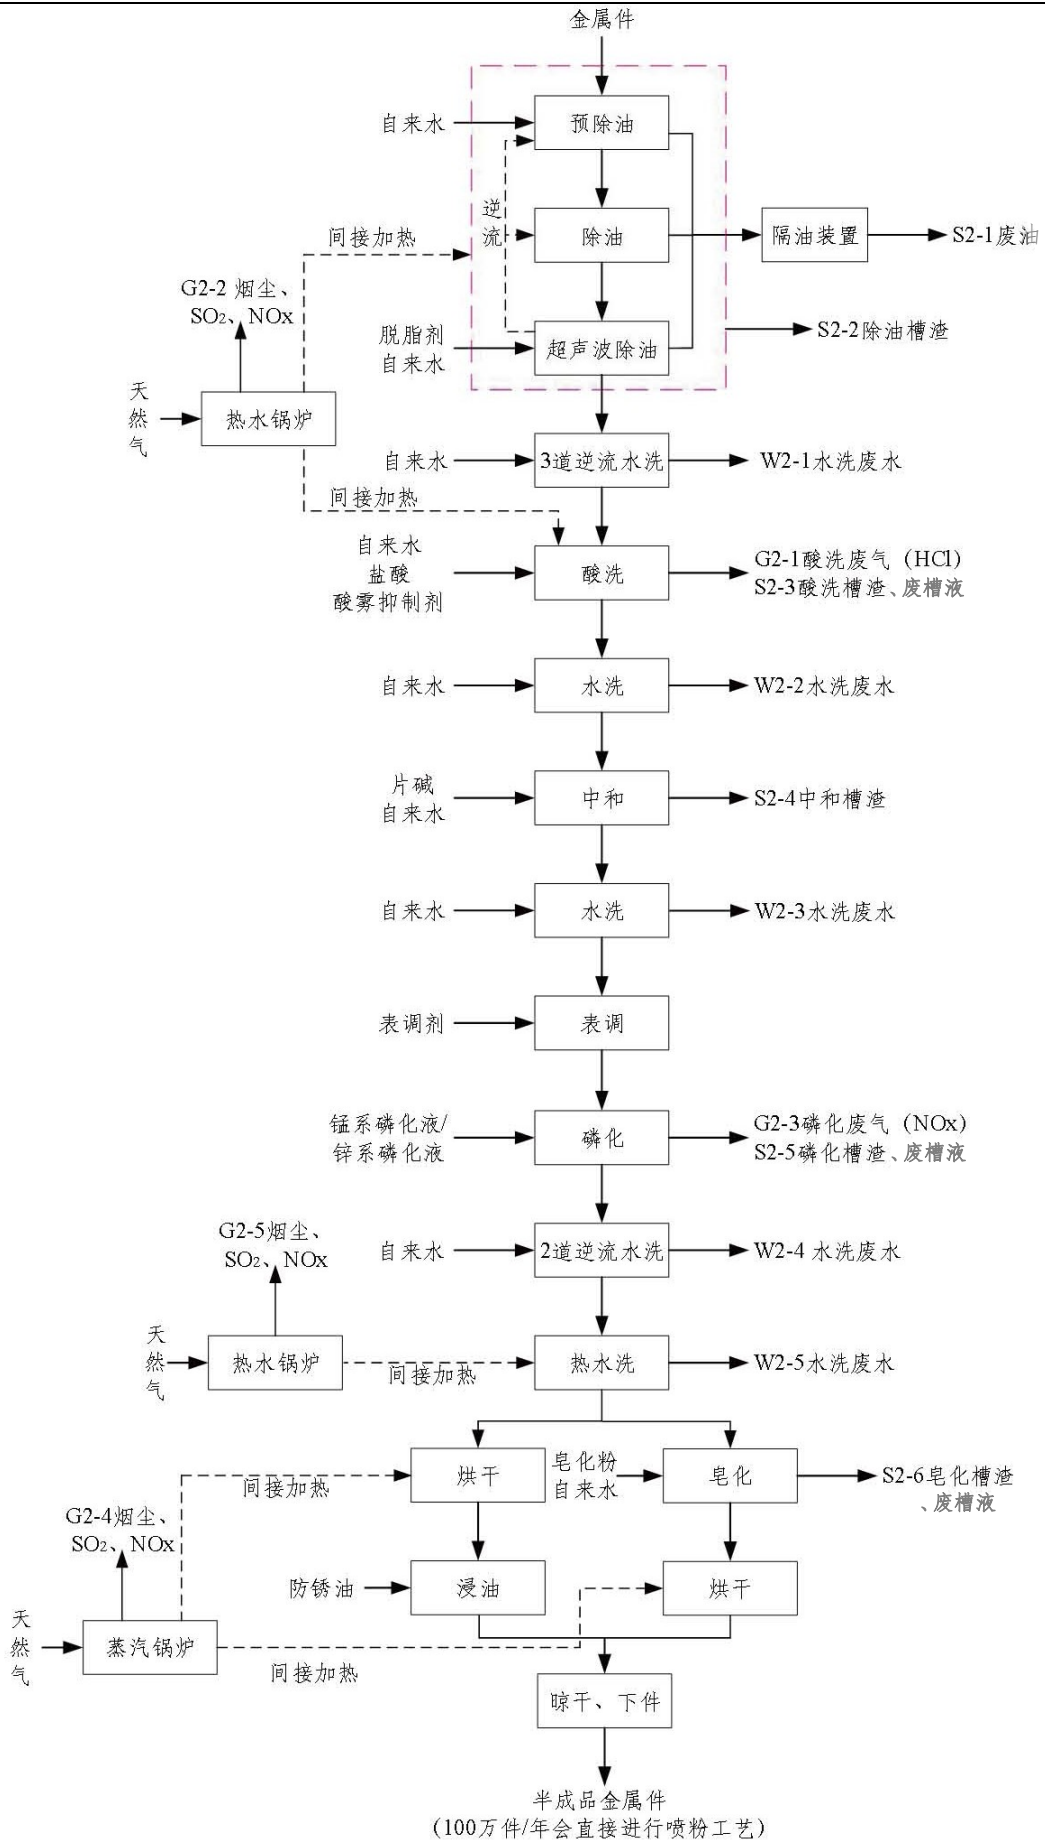 金属件
自来水
预除油
逆
流
间接加热
除油
隔油装置
S2-1废油
G2-2 烟尘、
SO₂、NOx
脱脂剂
自来水
超声波除油
S2-2除油槽渣
天
然
气
热水锅炉
自来水
3道逆流水洗
W2-1水洗废水
间接加热
自来水
盐酸
酸雾抑制剂
酸洗
G2-1酸洗废气（HCl）
S2-3酸洗槽渣、废槽液
自来水
水洗
W2-2水洗废水
片碱
自来水
中和
S2-4中和槽渣
自来水
水洗
W2-3水洗废水
表调剂
表调
锰系磷化液/
锌系磷化液
磷化
G2-3磷化废气（NOx）
S2-5磷化槽渣、废槽液
G2-5烟尘、
SO₂、NOx
自来水
2道逆流水洗
W2-4 水洗废水
天
然
气
热水锅炉
间接加热
热水洗
W2-5水洗废水
间接加热
烘干
皂化粉
自来水
皂化
S2-6皂化槽渣
、废槽液
G2-4烟尘、
SO₂、NOx
防锈油
浸油
烘干
天
然
气
蒸汽锅炉
间接加热
晾干、下件
半成品金属件
（100万件/年会直接进行喷粉工艺）